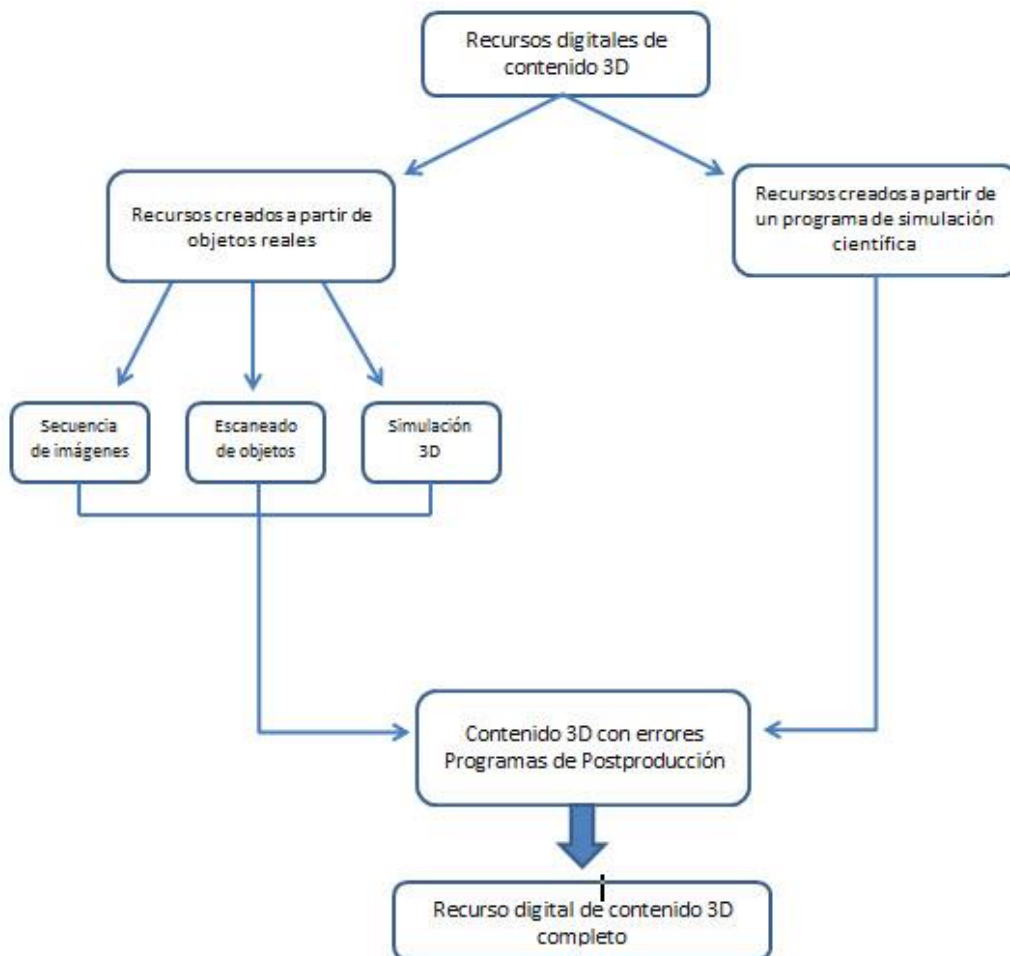 Recursos digitales de
contenido 3D
Recursos creados a partir de
objetos reales
Recursos creados a partir de
un programa de simulación
científica
Secuencia
de imágenes
Escaneado
de objetos
Simulación
3D
Contenido 3D con errores
Programas de Postproducción
Recurso digital de contenido 3D
completo